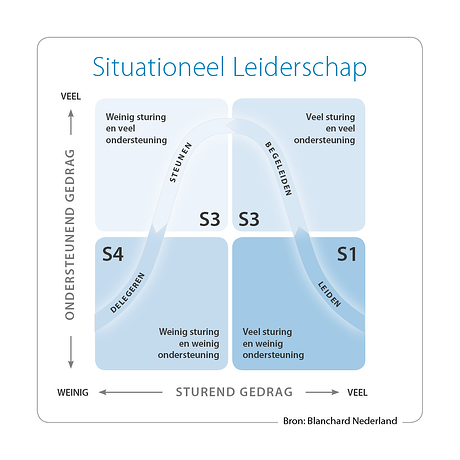 Situationeel Leiderschap
VEEL
Weinig sturing
en veel
ondersteuning
Veel sturing
en veel
ondersteuning
STEUNEN
BEGELEIDEN
ONDERSTEUNEND GEDRAG
S3
S3
S4
S1
DELEGEREN
LEIDEN
Weinig sturing
en weinig
ondersteuning
Veel sturing
en weinig
ondersteuning
WEINIG
STUREND GEDRAG
VEEL
Bron: Blanchard Nederland